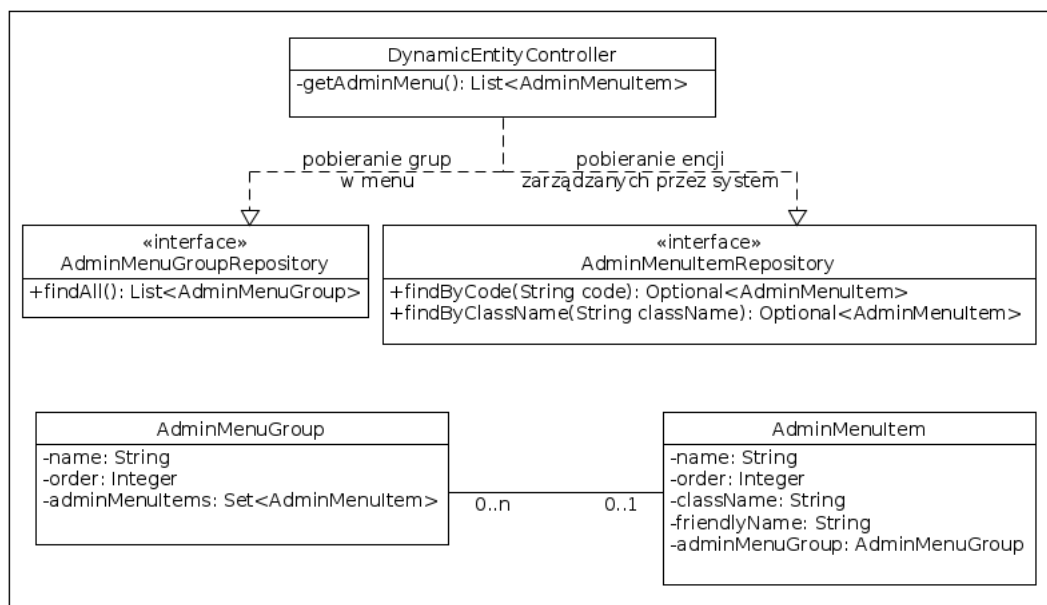 DynamicEntityController
-getAdminMenu(): List<AdminMenuItem>
pobieranie grup
w menu
pobieranie encji
zarządzanych przez system
«interface»
AdminMenuGroupRepository
+findAll(): List<AdminMenuGroup>
«interface»
AdminMenuItemRepository
+findByCode(String code): Optional<AdminMenuItem>
+findByClassName(String className): Optional<AdminMenuItem>
AdminMenuGroup
-name: String
-order: Integer
-adminMenuItems: Set<AdminMenuItem>
0..n
0..1
AdminMenuItem
-name: String
-order: Integer
-className: String
-friendlyName: String
-adminMenuGroup: AdminMenuGroup